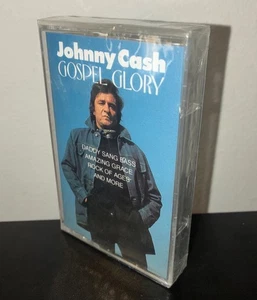 Johnny Cash
GOSPEL GLORY
DADDY SANG BASS
AMAZING GRACE
ROCK OF AGES
AND MORE